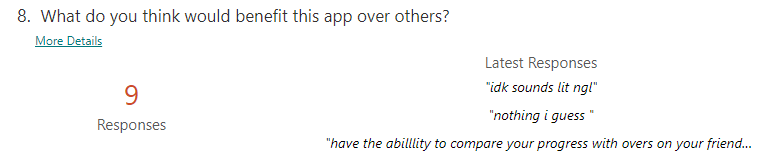 8. What do you think would benefit this app over others?
More Details
9
Responses
Latest Responses
"idk sounds lit ngl"
"nothing i guess "
"have the abilllity to compare your progress with overs on your friend...